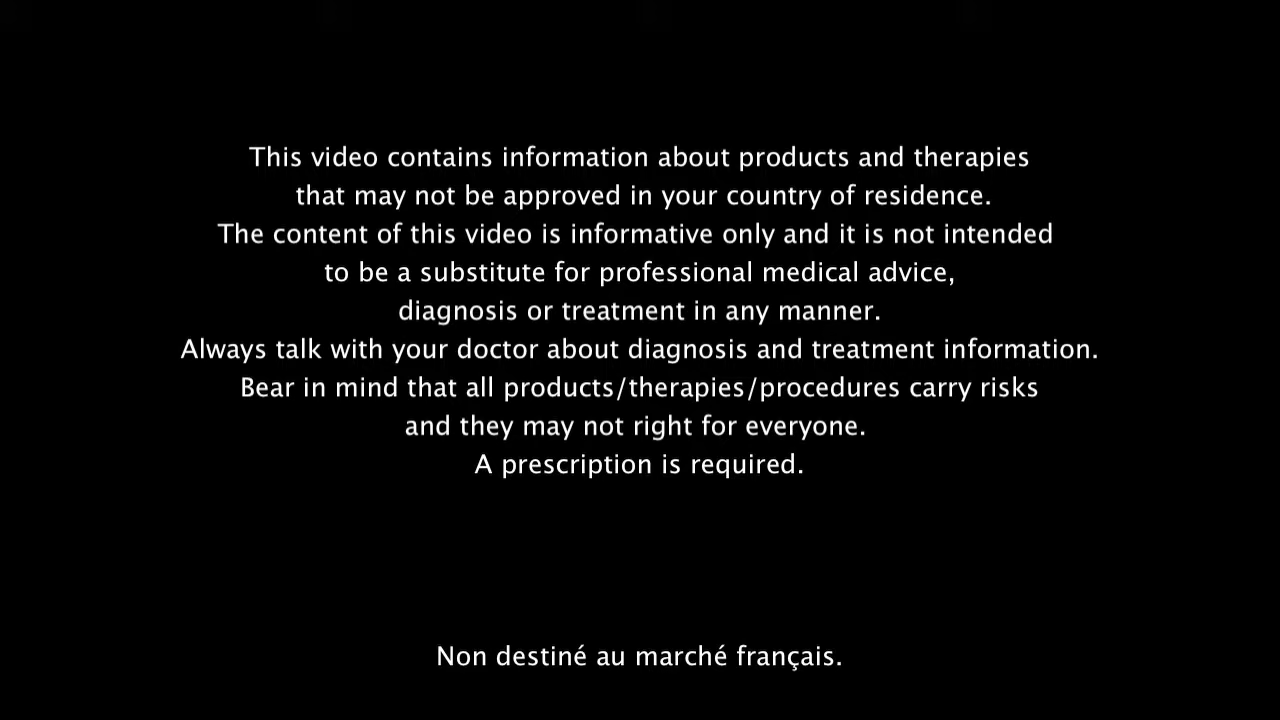 This video contains information about products and therapies
that may not be approved in your country of residence.
The content of this video is informative only and it is not intended
to be a substitute for professional medical advice,
diagnosis or treatment in any manner.
Always talk with your doctor about diagnosis and treatment information.
Bear in mind that all products/therapies/procedures carry risks
and they may not right for everyone.
A prescription is required.
Non destiné au marché français.